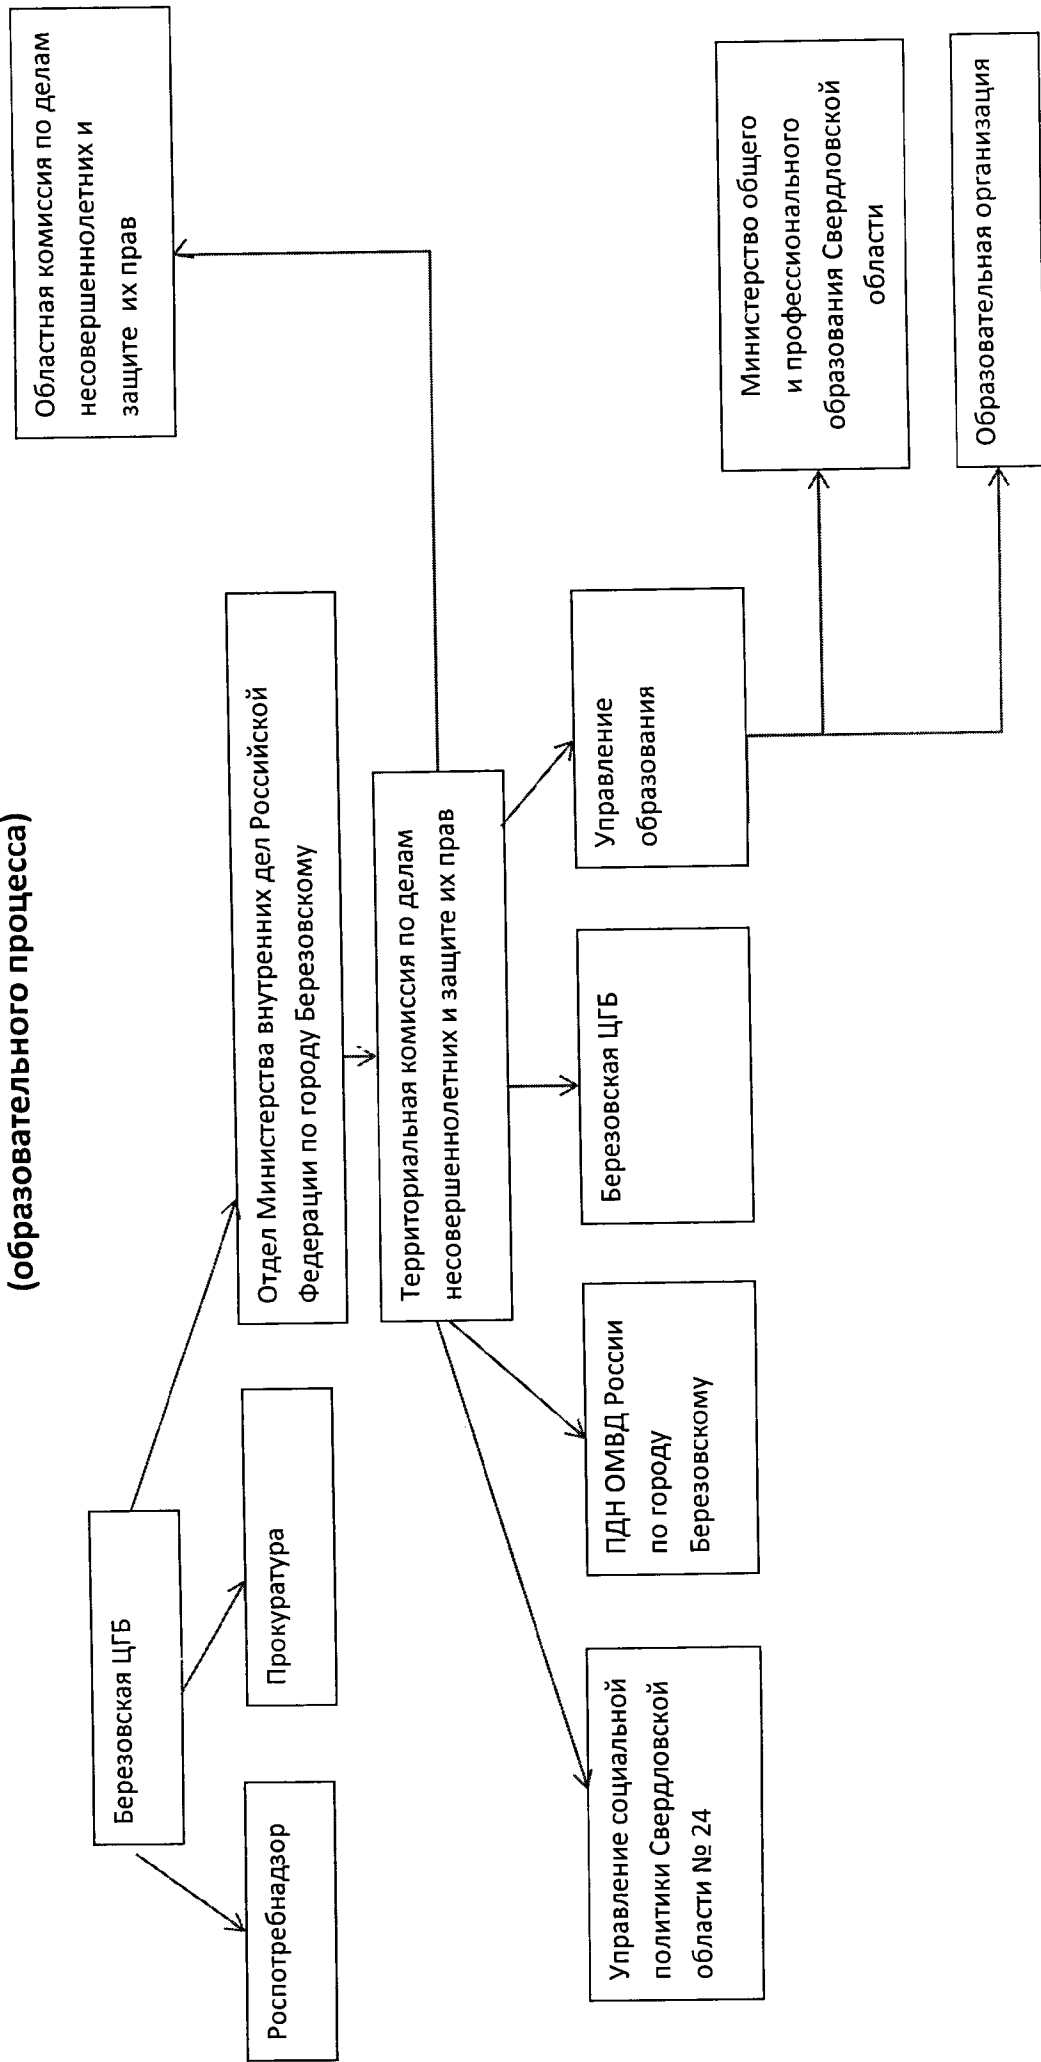 (образовательного процесса)
Березовская ЦГБ
Областная комиссия по делам
несовершеннолетних и
защите их прав
Роспотребнадзор
Прокуратура
Отдел Министерства внутренних дел Российской
Федерации по городу Березовскому
Территориальная комиссия по делам
несовершеннолетних и защите их прав
Управление социальной
политики Свердловской
области № 24
ПДН ОМВД России
по городу
Березовскому
Березовская ЦГБ
Управление
образования
Министерство общего
и профессионального
образования Свердловской
области
Образовательная организация